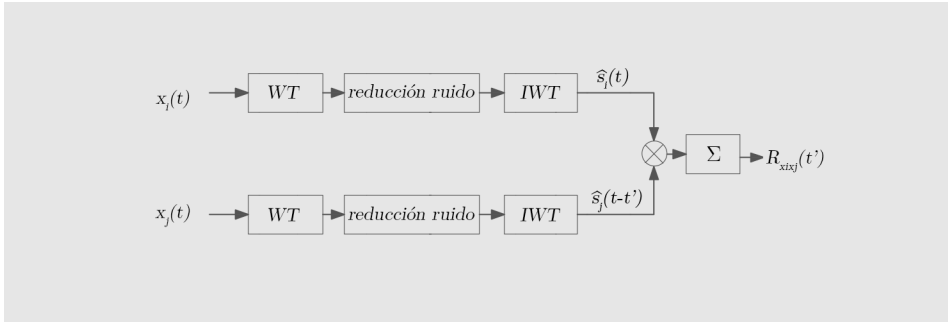 x_i(t) WT reducción ruido IWT ŝ_i(t)
Σ R_xixj(t’)
x_j(t) WT reducción ruido IWT ŝ_j(t-t’)